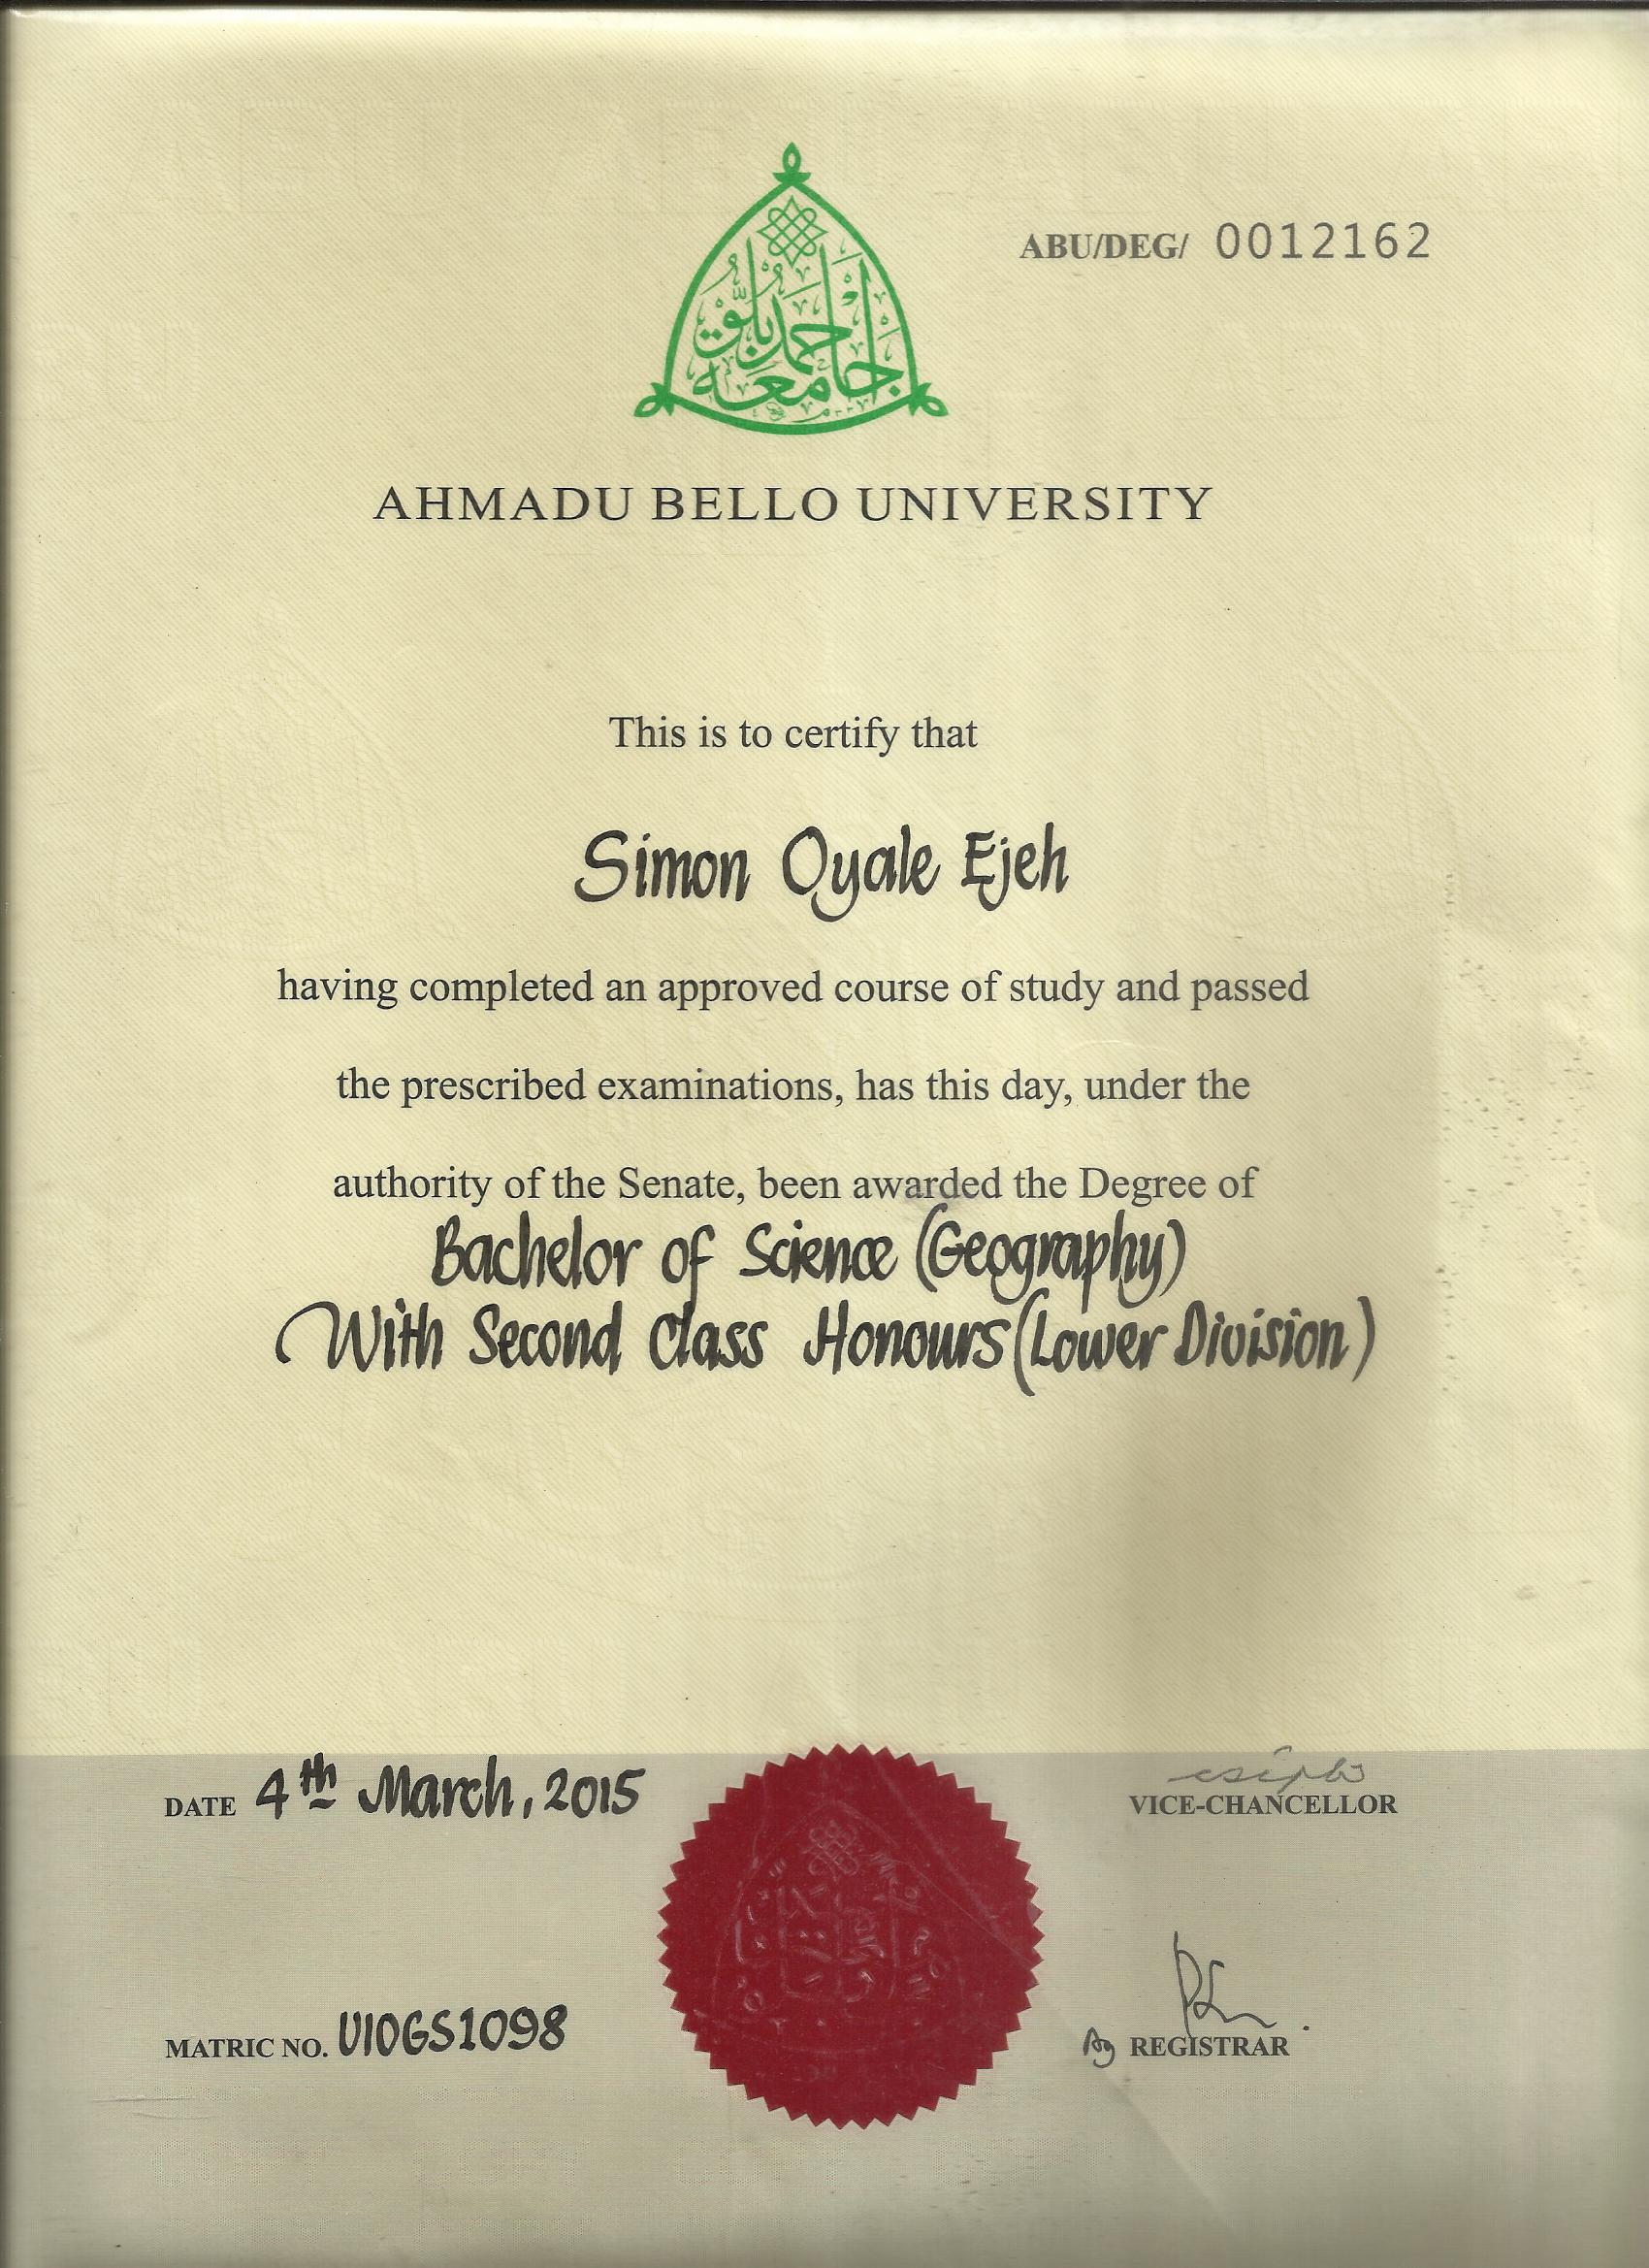 ABU/DEG/ 0012162
جامعة احمد بلو
AHMADU BELLO UNIVERSITY
This is to certify that
Simon Oyale Ejeh
having completed an approved course of study and passed
the prescribed examinations, has this day, under the
authority of the Senate, been awarded the Degree of
Bachelor of Science (Geography)
With Second Class Honours (Lower Division)
DATE 4th March, 2015
VICE-CHANCELLOR
MATRIC NO. U10GS1098
Ag REGISTRAR